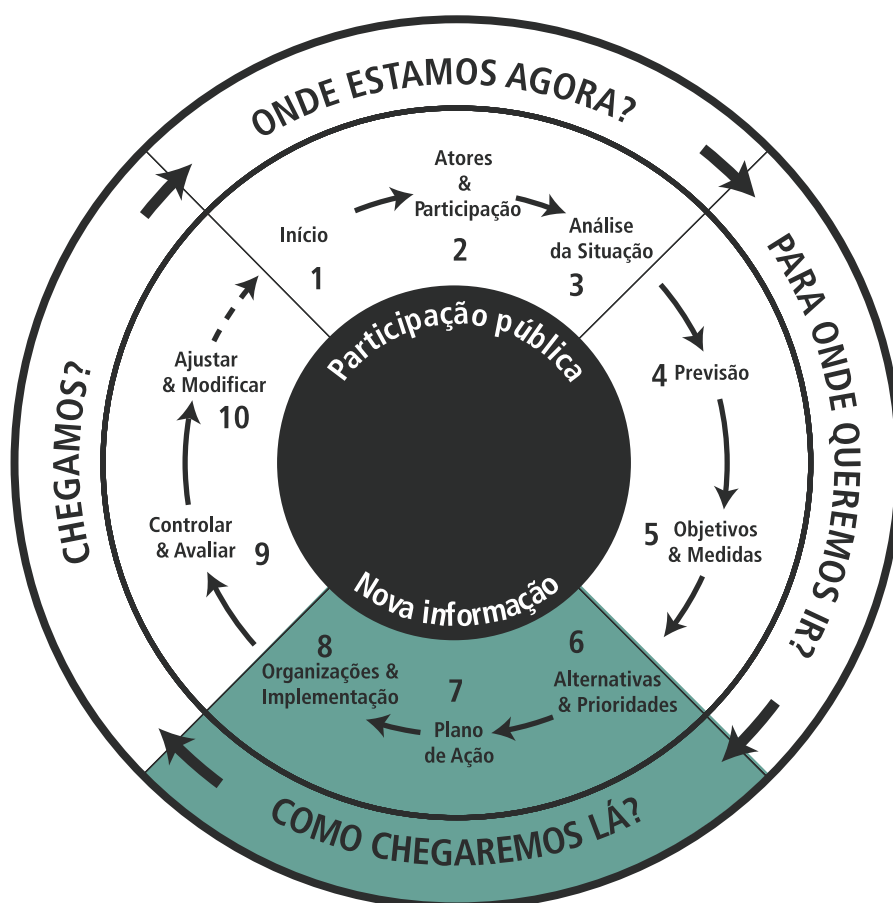 ONDE ESTAMOS AGORA?
PARA ONDE QUEREMOS IR?
COMO CHEGAREMOS LÁ?
CHEGAMOS?
Início
1
Atores
&
Participação
2
Análise
da Situação
3
4 Previsão
5 Objetivos
& Medidas
6
Alternativas
& Prioridades
7
Plano
de Ação
8
Organizações &
Implementação
Controlar
& Avaliar 9
Ajustar
& Modificar
10
Participação pública
Nova informação